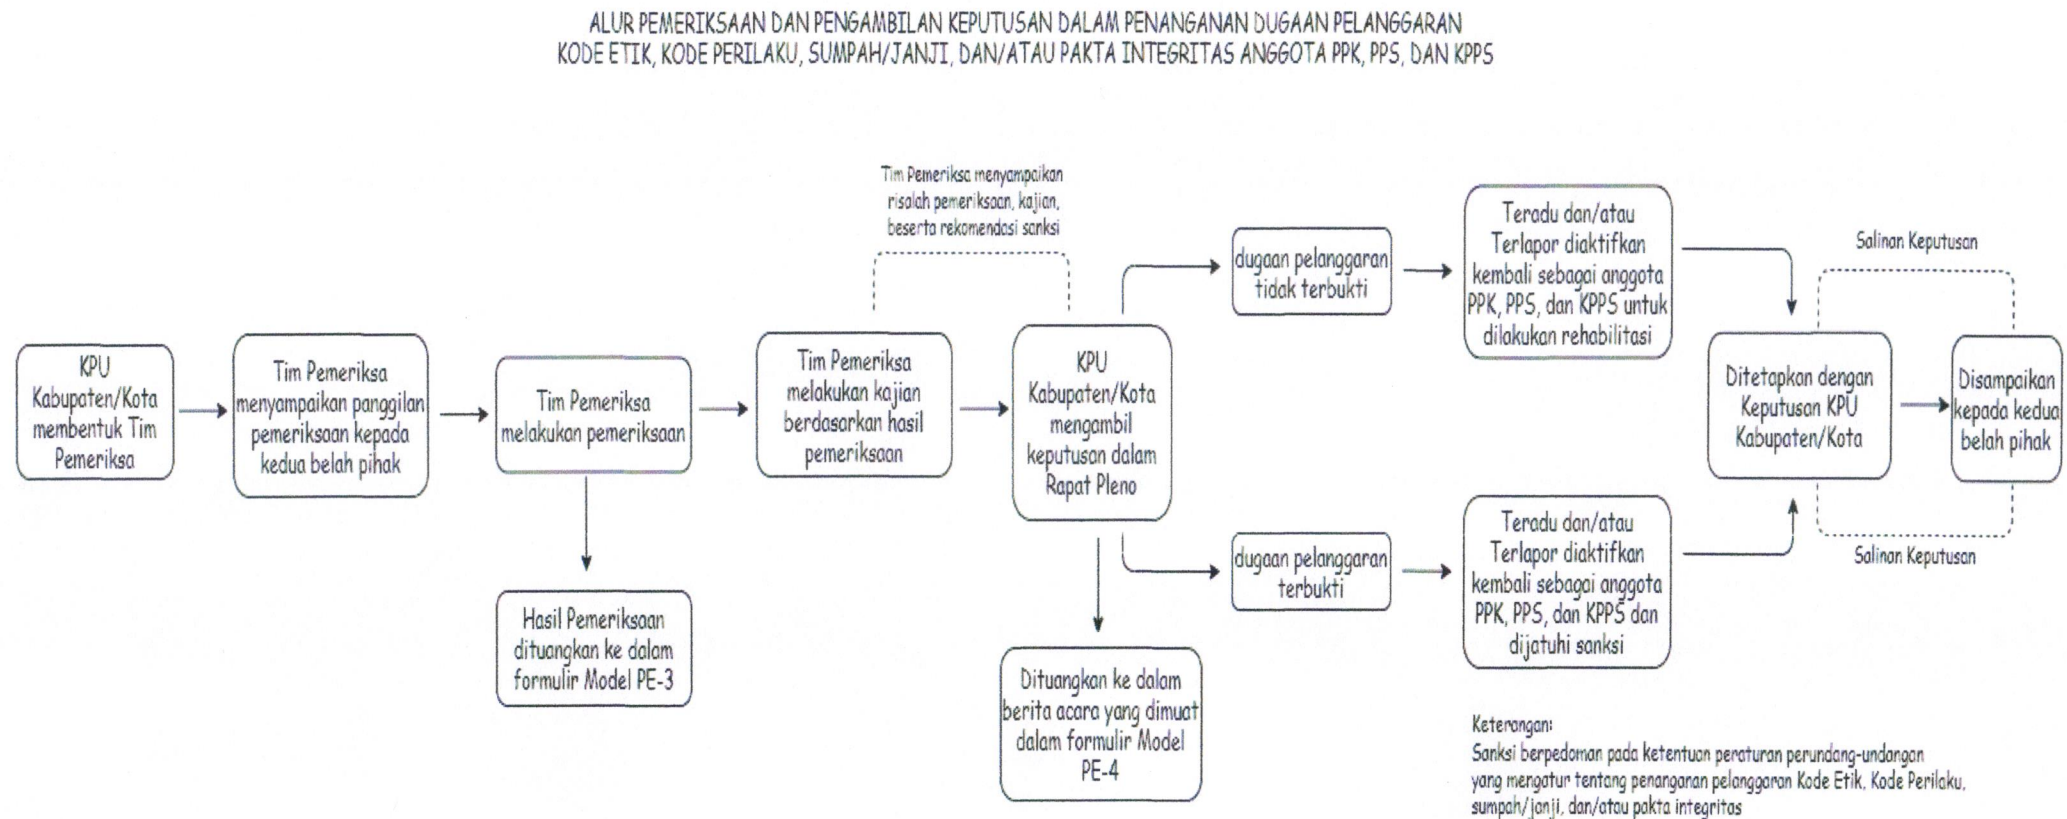 ALUR PEMERIKSAAN DAN PENGAMBILAN KEPUTUSAN DALAM PENANGANAN DUGAAN PELANGGARAN
KODE ETIK, KODE PERILAKU, SUMPAH/JANJI, DAN/ATAU PAKTA INTEGRITAS ANGGOTA PPK, PPS, DAN KPPS
KPU
Kabupaten/Kota
membentuk Tim
Pemeriksa
Tim Pemeriksa
menyampaikan panggilan
pemeriksaan kepada
kedua belah pihak
Tim Pemeriksa
melakukan pemeriksaan
Hasil Pemeriksaan
dituangkan ke dalam
formulir Model PE-3
Tim Pemeriksa
melakukan kajian
berdasarkan hasil
pemeriksaan
Tim Pemeriksa menyampaikan
risalah pemeriksaan, kajian,
beserta rekomendasi sanksi
KPU
Kabupaten/Kota
mengambil
keputusan dalam
Rapat Pleno
Dituangkan ke dalam
berita acara yang dimuat
dalam formulir Model
PE-4
dugaan pelanggaran
tidak terbukti
Teradu dan/atau
Terlapor diaktifkan
kembali sebagai anggota
PPK, PPS, dan KPPS untuk
dilakukan rehabilitasi
dugaan pelanggaran
terbukti
Teradu dan/atau
Terlapor diaktifkan
kembali sebagai anggota
PPK, PPS, dan KPPS dan
dijatuhi sanksi
Ditetapkan dengan
Keputusan KPU
Kabupaten/Kota
Salinan Keputusan
Disampaikan
kepada kedua
belah pihak
Salinan Keputusan
Keterangan:
Sanksi berpedoman pada ketentuan peraturan perundang-undangan
yang mengatur tentang penanganan pelanggaran Kode Etik, Kode Perilaku,
sumpah/janji, dan/atau pakta integritas